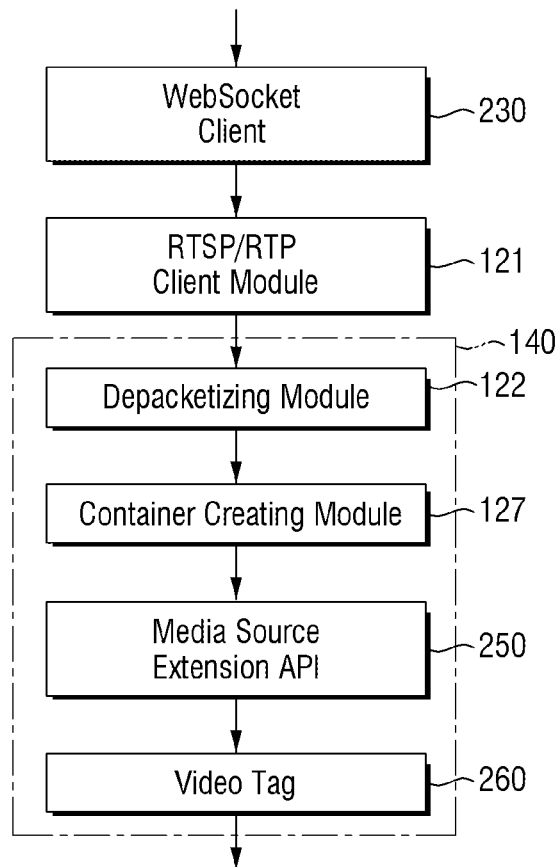 WebSocket
Client
230
RTSP/RTP
Client Module
121
140
Depacketizing Module
122
Container Creating Module
127
Media Source
Extension API
250
Video Tag
260